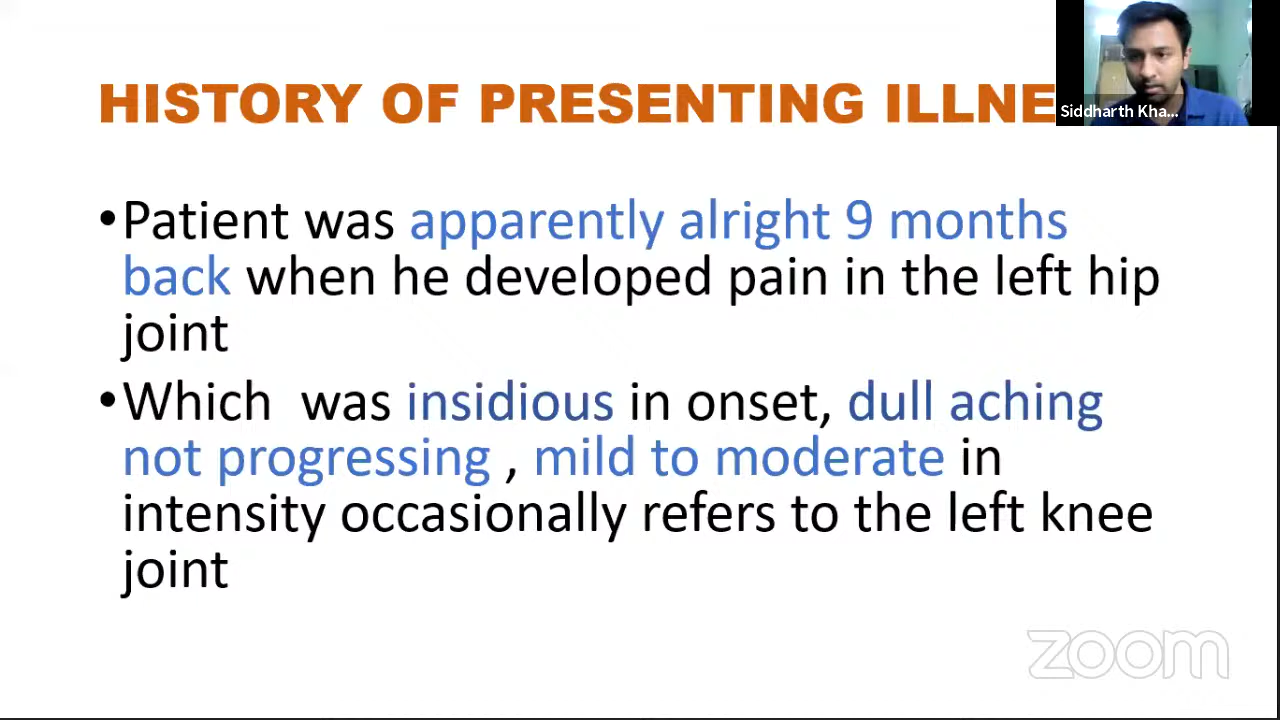 HISTORY OF PRESENTING ILLNE
Siddharth Kha...
•Patient was apparently alright 9 months
back when he developed pain in the left hip
joint
•Which was insidious in onset, dull aching
not progressing , mild to moderate in
intensity occasionally refers to the left knee
joint
zoom